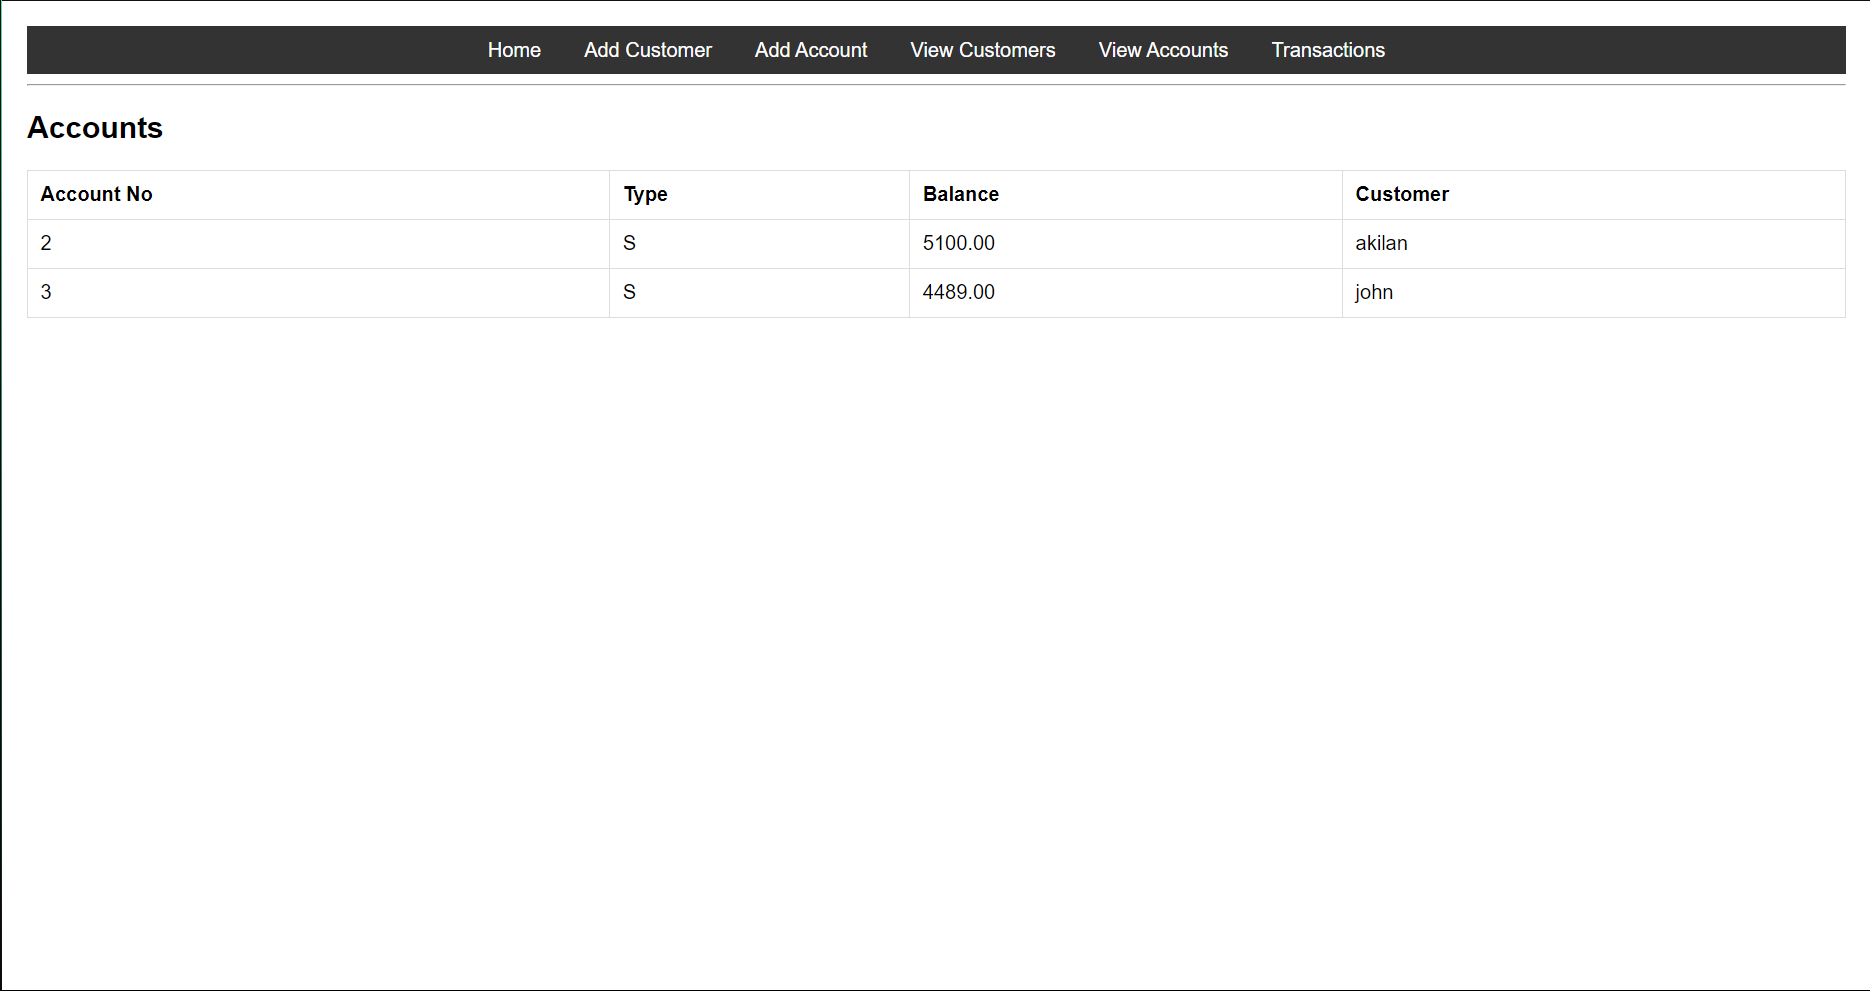 Home Add Customer Add Account View Customers View Accounts Transactions
Accounts
Account No Type Balance Customer
2 S 5100.00 akilan
3 S 4489.00 john